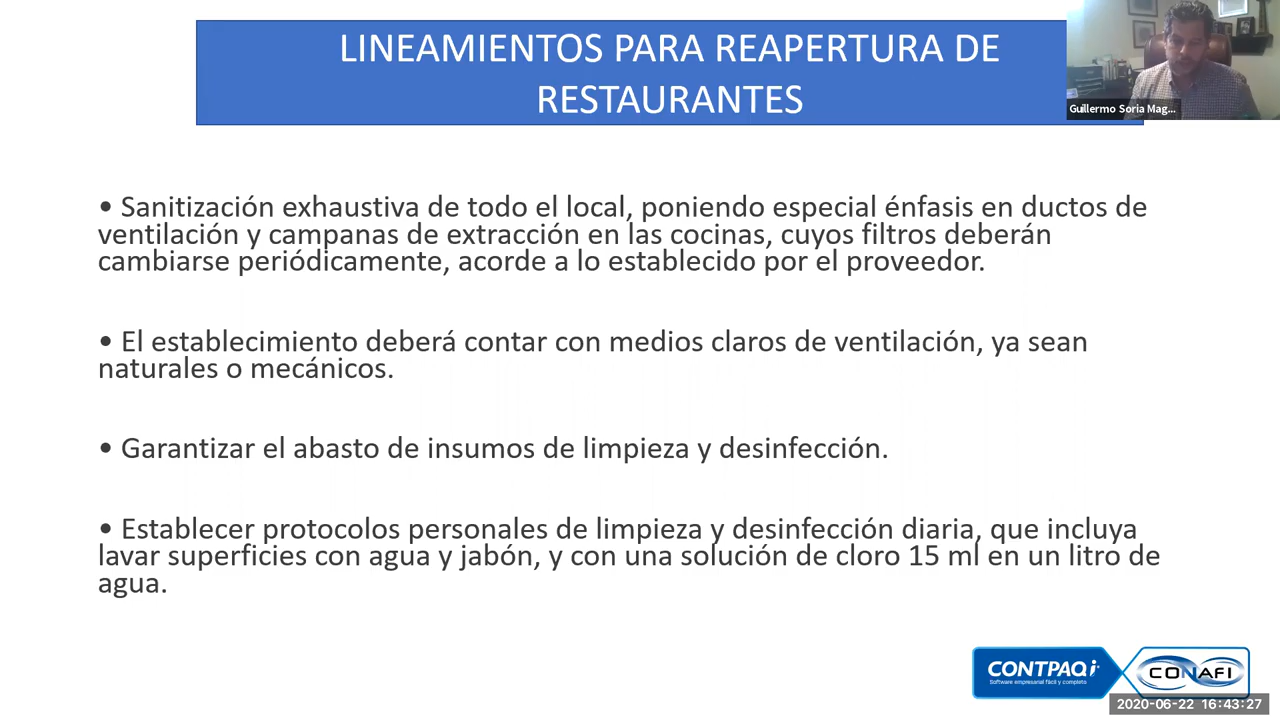 LINEAMIENTOS PARA REAPERTURA DE
RESTAURANTES
Guillermo Soria Mag...
• Sanitización exhaustiva de todo el local, poniendo especial énfasis en ductos de
ventilación y campanas de extracción en las cocinas, cuyos filtros deberán
cambiarse periódicamente, acorde a lo establecido por el proveedor.
• El establecimiento deberá contar con medios claros de ventilación, ya sean
naturales o mecánicos.
• Garantizar el abasto de insumos de limpieza y desinfección.
• Establecer protocolos personales de limpieza y desinfección diaria, que incluya
lavar superficies con agua y jabón, y con una solución de cloro 15 ml en un litro de
agua.
CONTPAQi
Software empresarial fácil y completo
CONAFI
2020-06-22 16:43:27